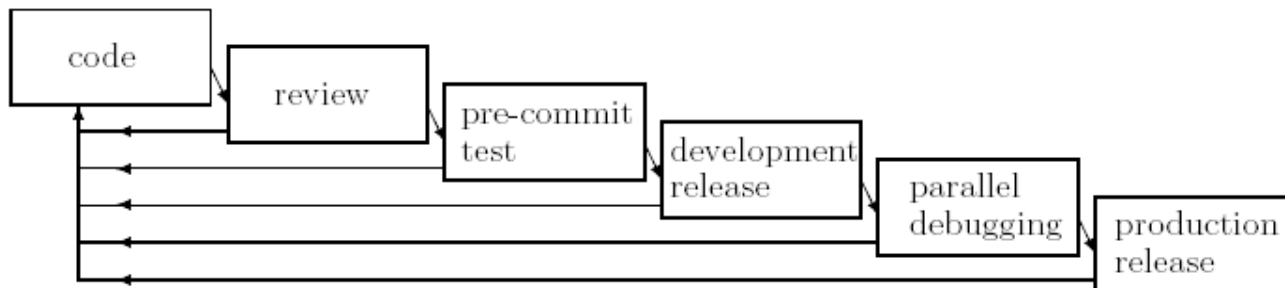 code
review
pre-commit
test
development
release
parallel
debugging
production
release